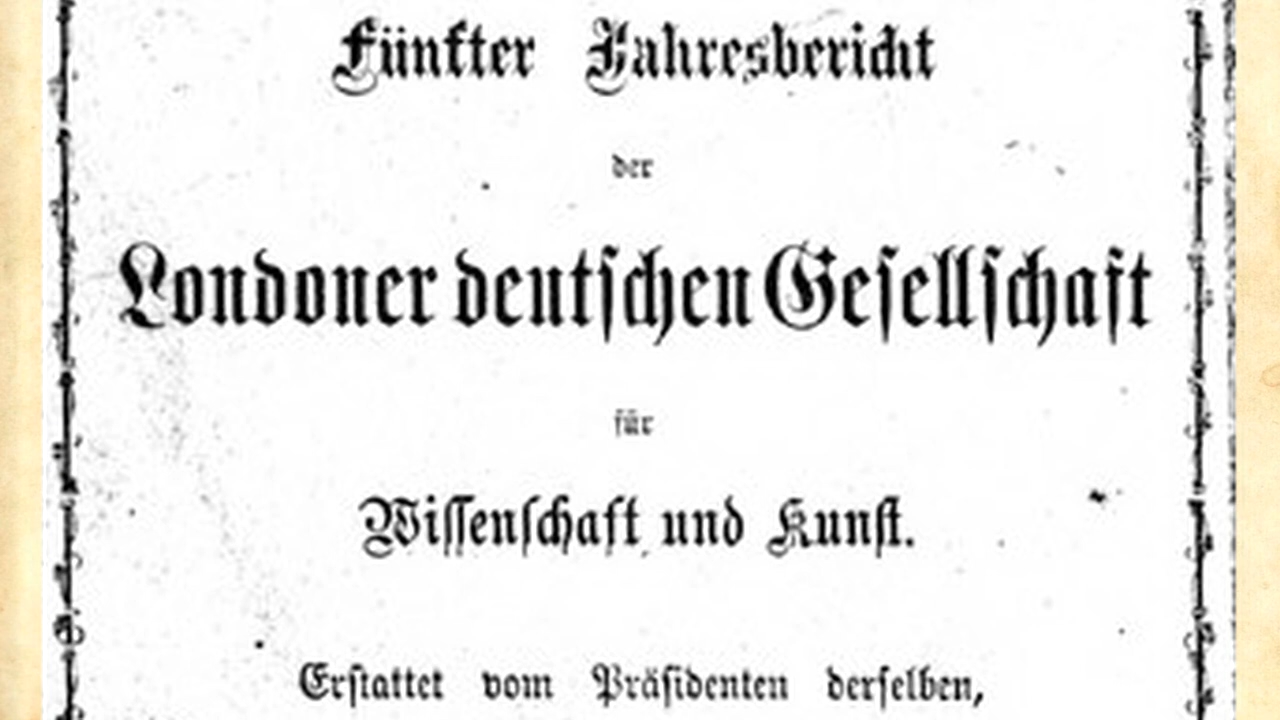 Fünfter Jahresbericht
der
Londoner deutschen Gesellschaft
für
Wissenschaft und Kunst.
Erstattet vom Präsidenten derselben,